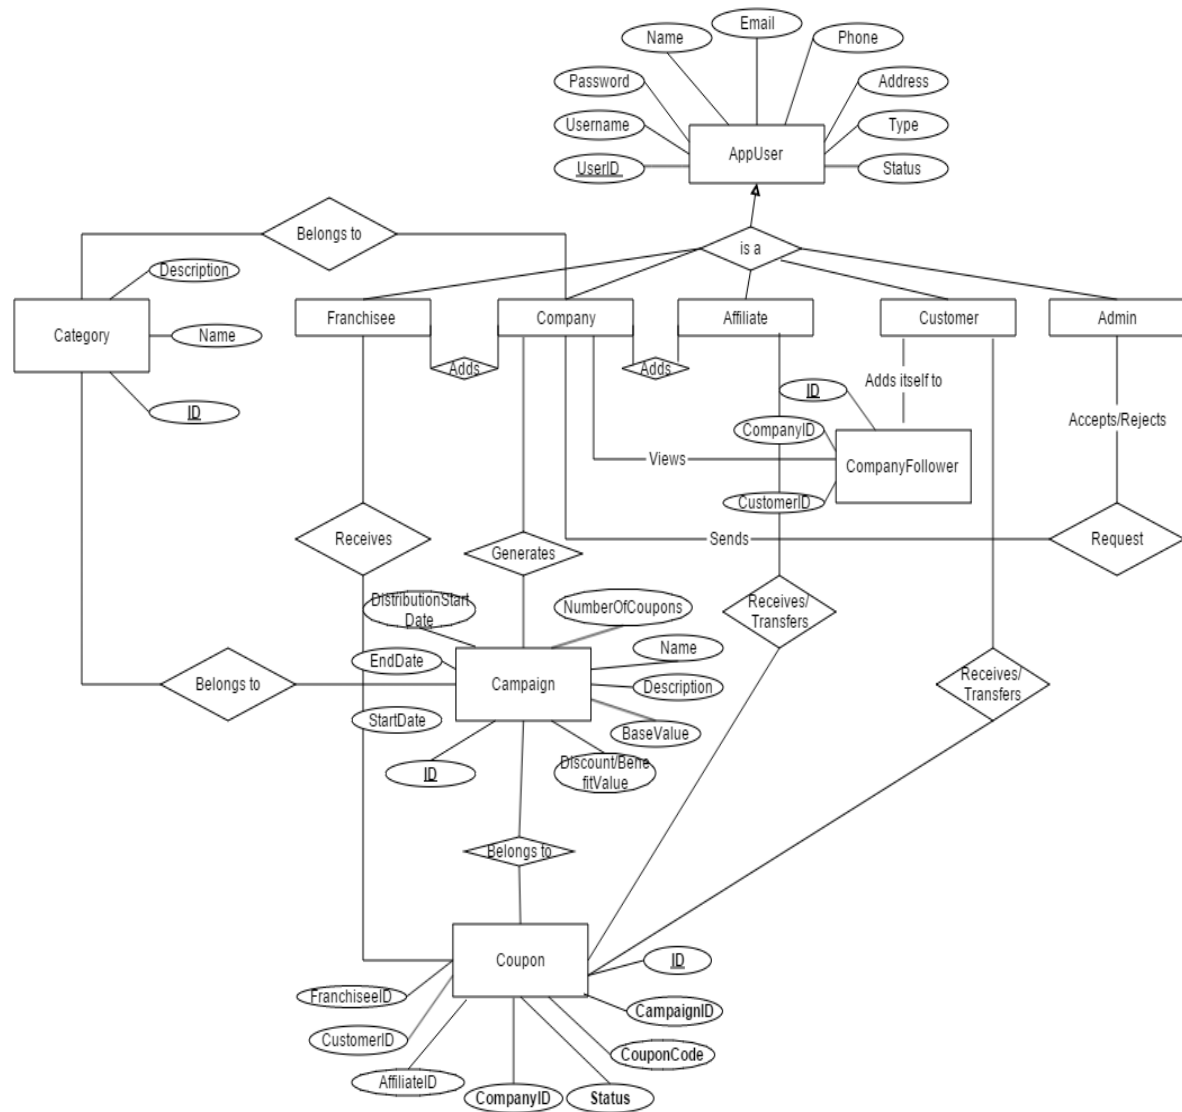 Email
Name
Phone
Password
Address
Username
Type
AppUser
UserID
Status
Belongs to
is a
Description
Franchisee
Company
Affiliate
Customer
Admin
Category
Name
Adds
Adds
Adds itself to
ID
ID
Accepts/Rejects
CompanyID
Views
CompanyFollower
CustomerID
Receives
Generates
Sends
Request
DistributionStart
Date
NumberOfCoupons
Receives/
Transfers
Name
EndDate
Belongs to
Campaign
Description
Receives/
Transfers
StartDate
BaseValue
ID
Discount/Bene
fitValue
Belongs to
Coupon
ID
FranchiseeID
CampaignID
CustomerID
CouponCode
AffiliateID
CompanyID
Status